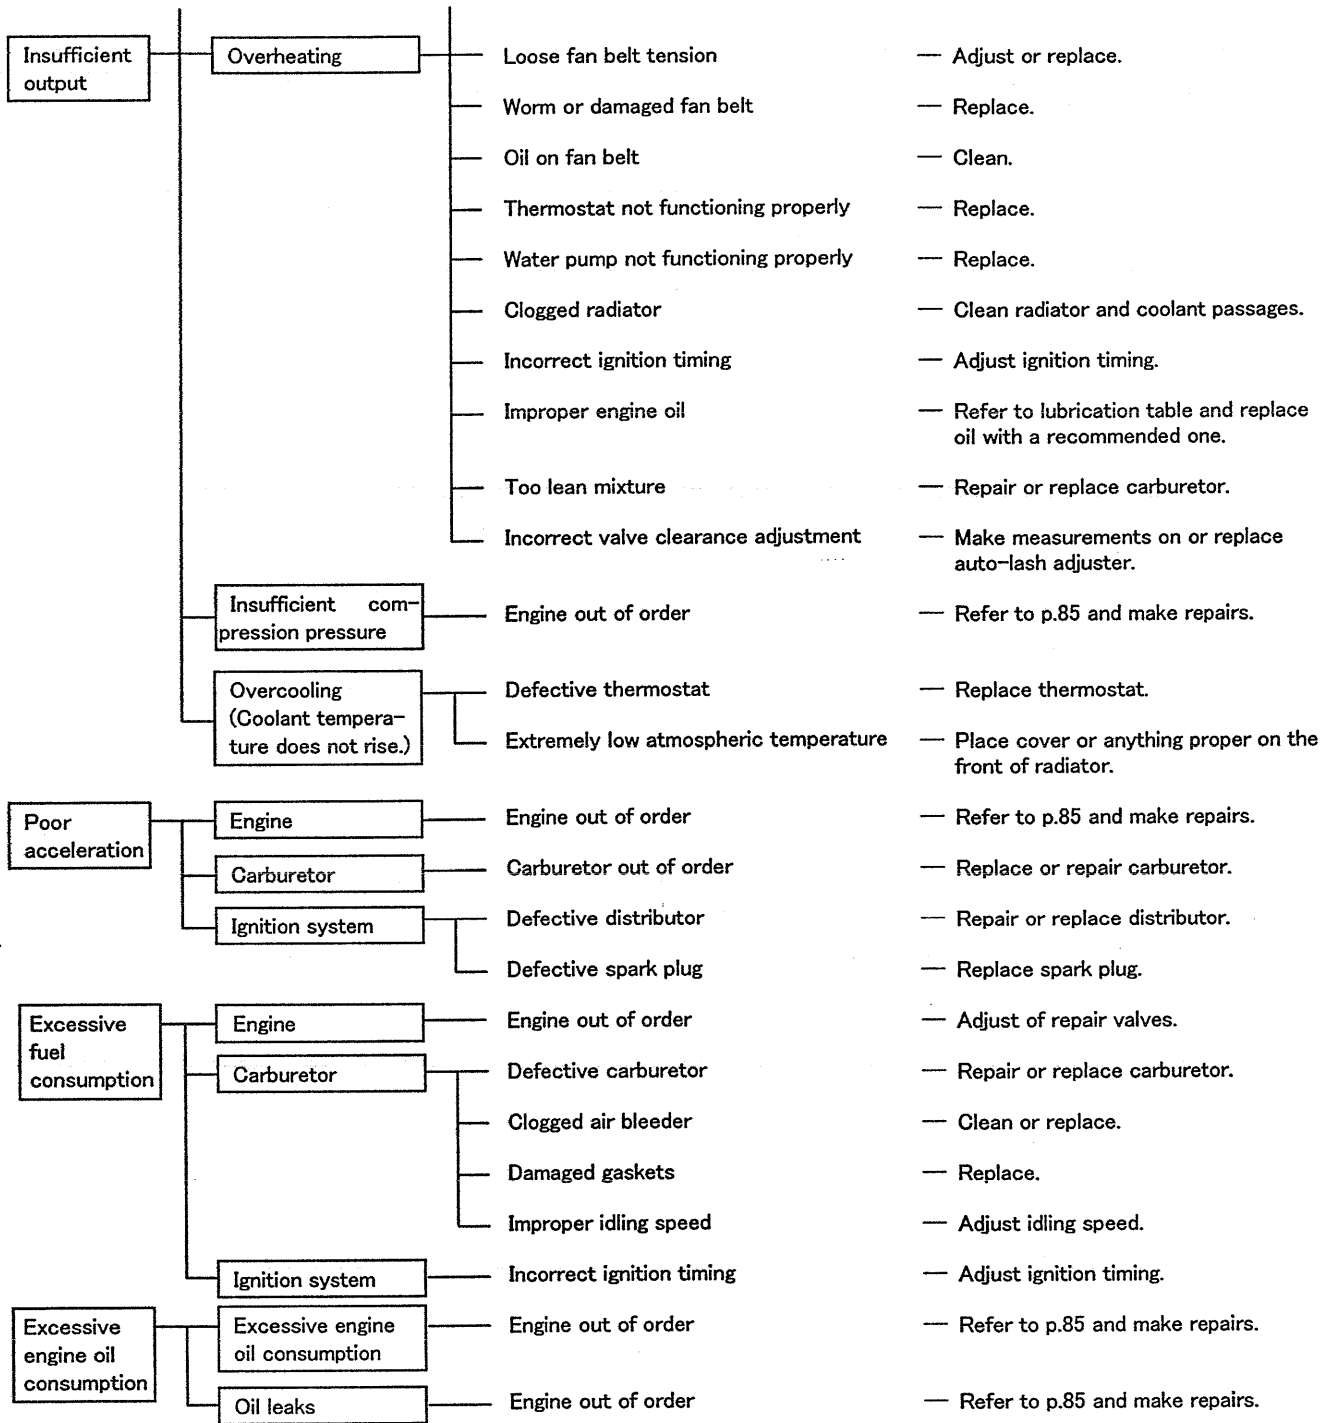 Insufficient
output
Overheating
Loose fan belt tension — Adjust or replace.
Worm or damaged fan belt — Replace.
Oil on fan belt — Clean.
Thermostat not functioning properly — Replace.
Water pump not functioning properly — Replace.
Clogged radiator — Clean radiator and coolant passages.
Incorrect ignition timing — Adjust ignition timing.
Improper engine oil — Refer to lubrication table and replace
oil with a recommended one.
Too lean mixture — Repair or replace carburetor.
Incorrect valve clearance adjustment — Make measurements on or replace
auto-lash adjuster.
Insufficient com-
pression pressure
Engine out of order — Refer to p.85 and make repairs.
Overcooling
(Coolant tempera-
ture does not rise.)
Defective thermostat — Replace thermostat.
Extremely low atmospheric temperature — Place cover or anything proper on the
front of radiator.
Poor
acceleration
Engine
Engine out of order — Refer to p.85 and make repairs.
Carburetor
Carburetor out of order — Replace or repair carburetor.
Ignition system
Defective distributor — Repair or replace distributor.
Defective spark plug — Replace spark plug.
Excessive
fuel
consumption
Engine
Engine out of order — Adjust of repair valves.
Carburetor
Defective carburetor — Repair or replace carburetor.
Clogged air bleeder — Clean or replace.
Damaged gaskets — Replace.
Improper idling speed — Adjust idling speed.
Ignition system
Incorrect ignition timing — Adjust ignition timing.
Excessive
engine oil
consumption
Excessive engine
oil consumption
Engine out of order — Refer to p.85 and make repairs.
Oil leaks
Engine out of order — Refer to p.85 and make repairs.